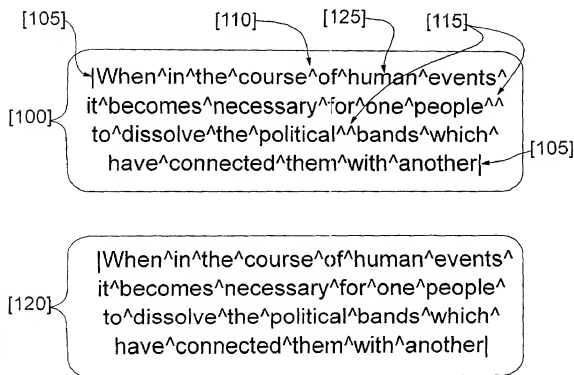 [105] [110] [125] [115]
|When^in^the^course^of^human^events^
it^becomes^necessary^for^one^people^^
[100]
to^dissolve^the^political^^bands^which^
have^connected^them^with^another|
[105]
|When^in^the^course^of^human^events^
it^becomes^necessary^for^one^people^
[120]
to^dissolve^the^political^bands^which^
have^connected^them^with^another|